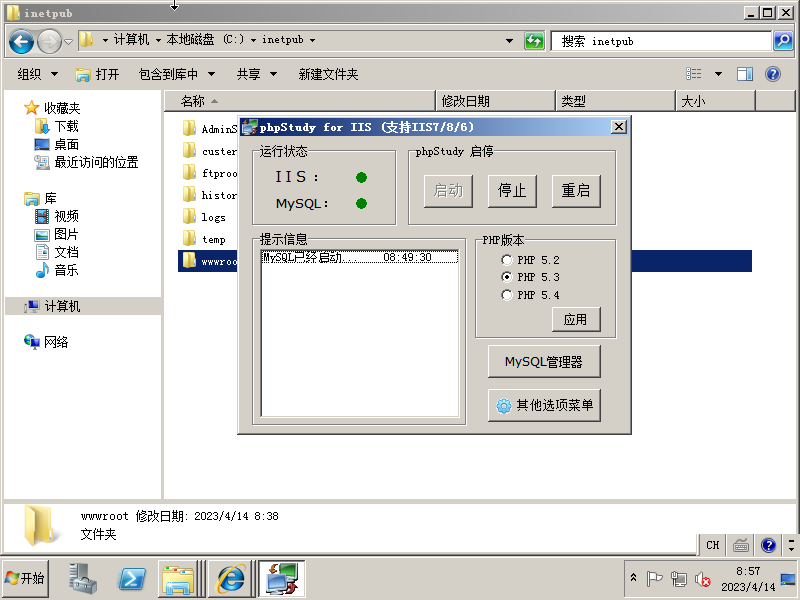 inetpub
计算机 本地磁盘 (C:) inetpub
搜索 inetpub
组织 打开 包含到库中 共享 新建文件夹
收藏夹
下载
桌面
最近访问的位置
库
视频
图片
文档
音乐
计算机
网络
名称 修改日期 类型 大小
AdminS
custer
ftproo
histor
logs
temp
wwwroo
phpStudy for IIS (支持IIS7/8/6)
运行状态
IIS:
MySQL:
phpStudy 启停
启动 停止 重启
提示信息
MySQL已经启动... 08:49:30
PHP版本
PHP 5.2
PHP 5.3
PHP 5.4
应用
MySQL管理器
其他选项菜单
wwwroot 修改日期: 2023/4/14 8:38
文件夹
CH
开始
8:57
2023/4/14